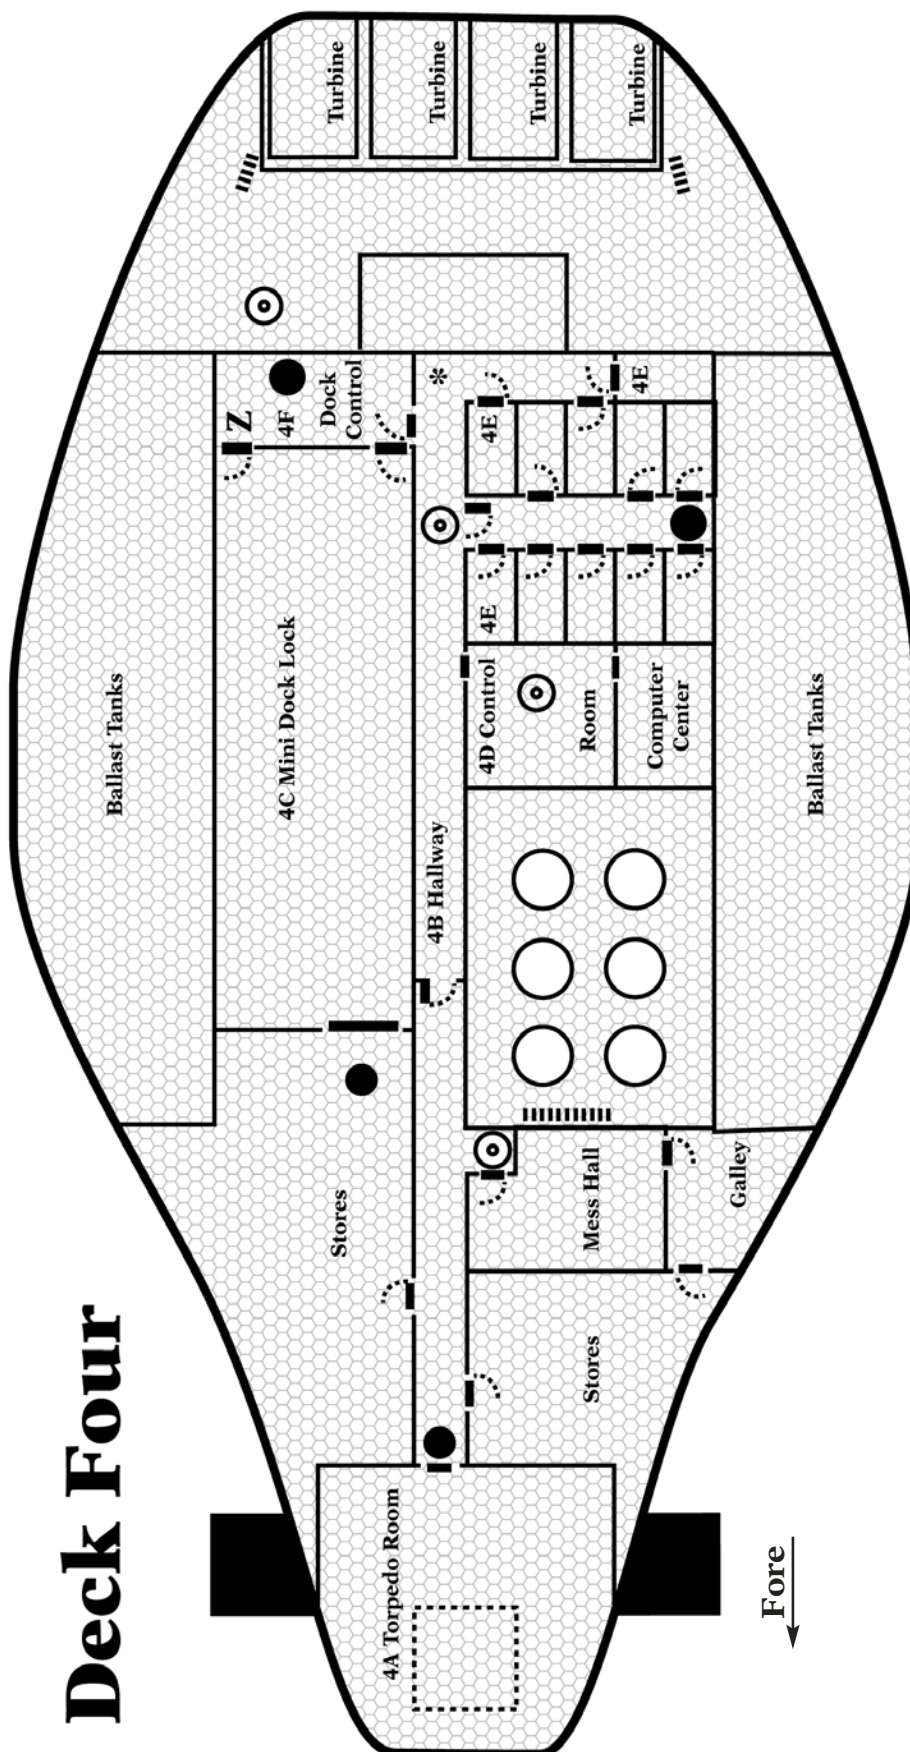 Deck Four
Turbine
Turbine
Turbine
Turbine
Z
4F
Dock
Control
*
4E
4E
4E
Ballast Tanks
4C Mini Dock Lock
4B Hallway
4D Control
Room
Computer
Center
Ballast Tanks
Stores
Mess Hall
Galley
Stores
4A Torpedo Room
Fore